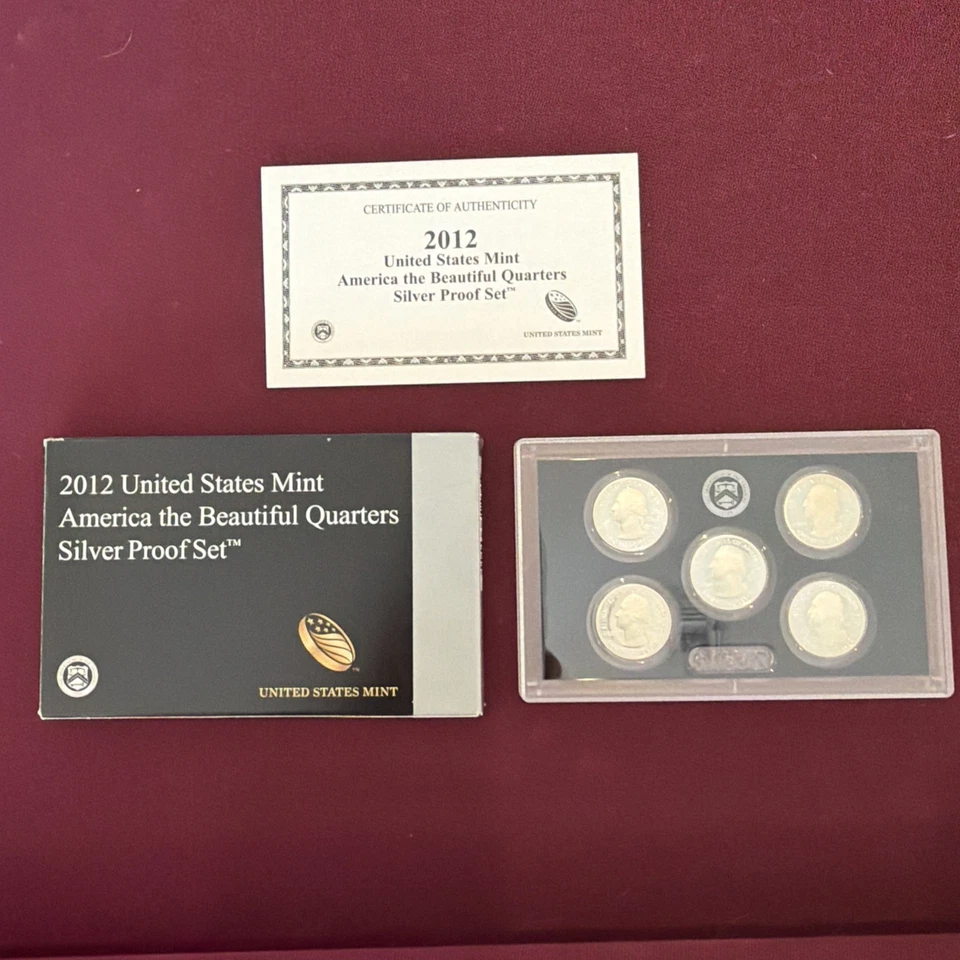 CERTIFICATE OF AUTHENTICITY
2012
United States Mint
America the Beautiful Quarters
Silver Proof Set™
UNITED STATES MINT
2012 United States Mint
America the Beautiful Quarters
Silver Proof Set™
UNITED STATES MINT